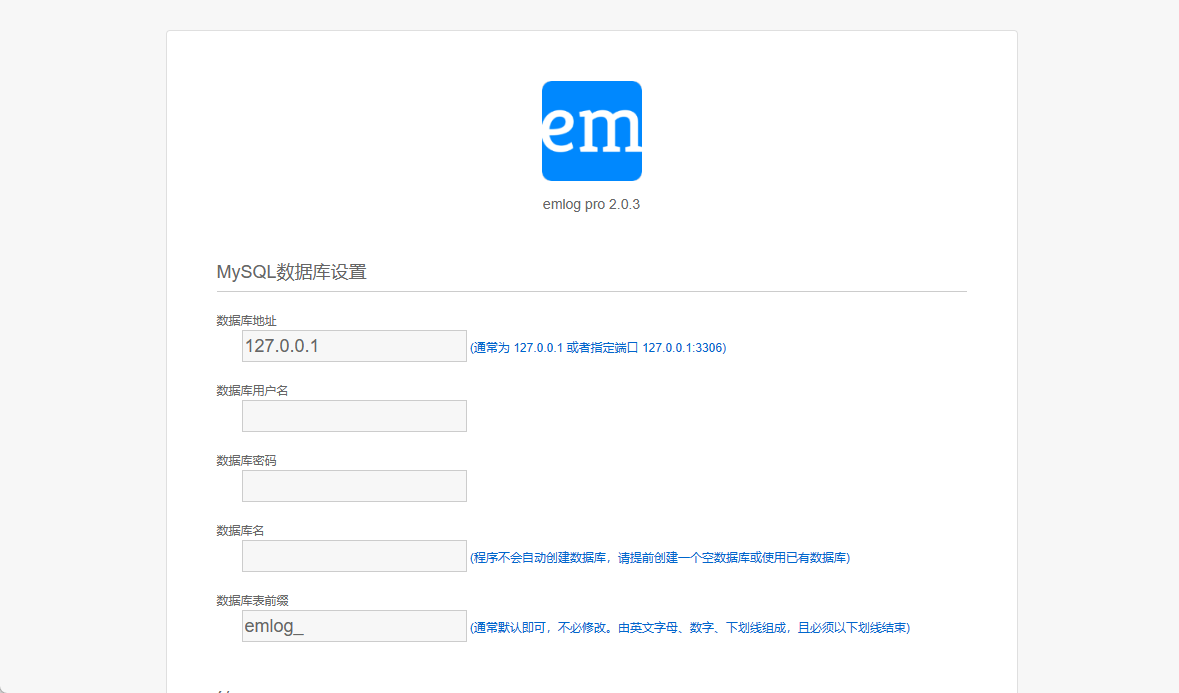 em
emlog pro 2.0.3
MySQL数据库设置
数据库地址
127.0.0.1 (通常为 127.0.0.1 或者指定端口 127.0.0.1:3306)
数据库用户名
数据库密码
数据库名
(程序不会自动创建数据库，请提前创建一个空数据库或使用已有数据库)
数据库表前缀
emlog_ (通常默认即可，不必修改。由英文字母、数字、下划线组成，且必须以下划线结束)